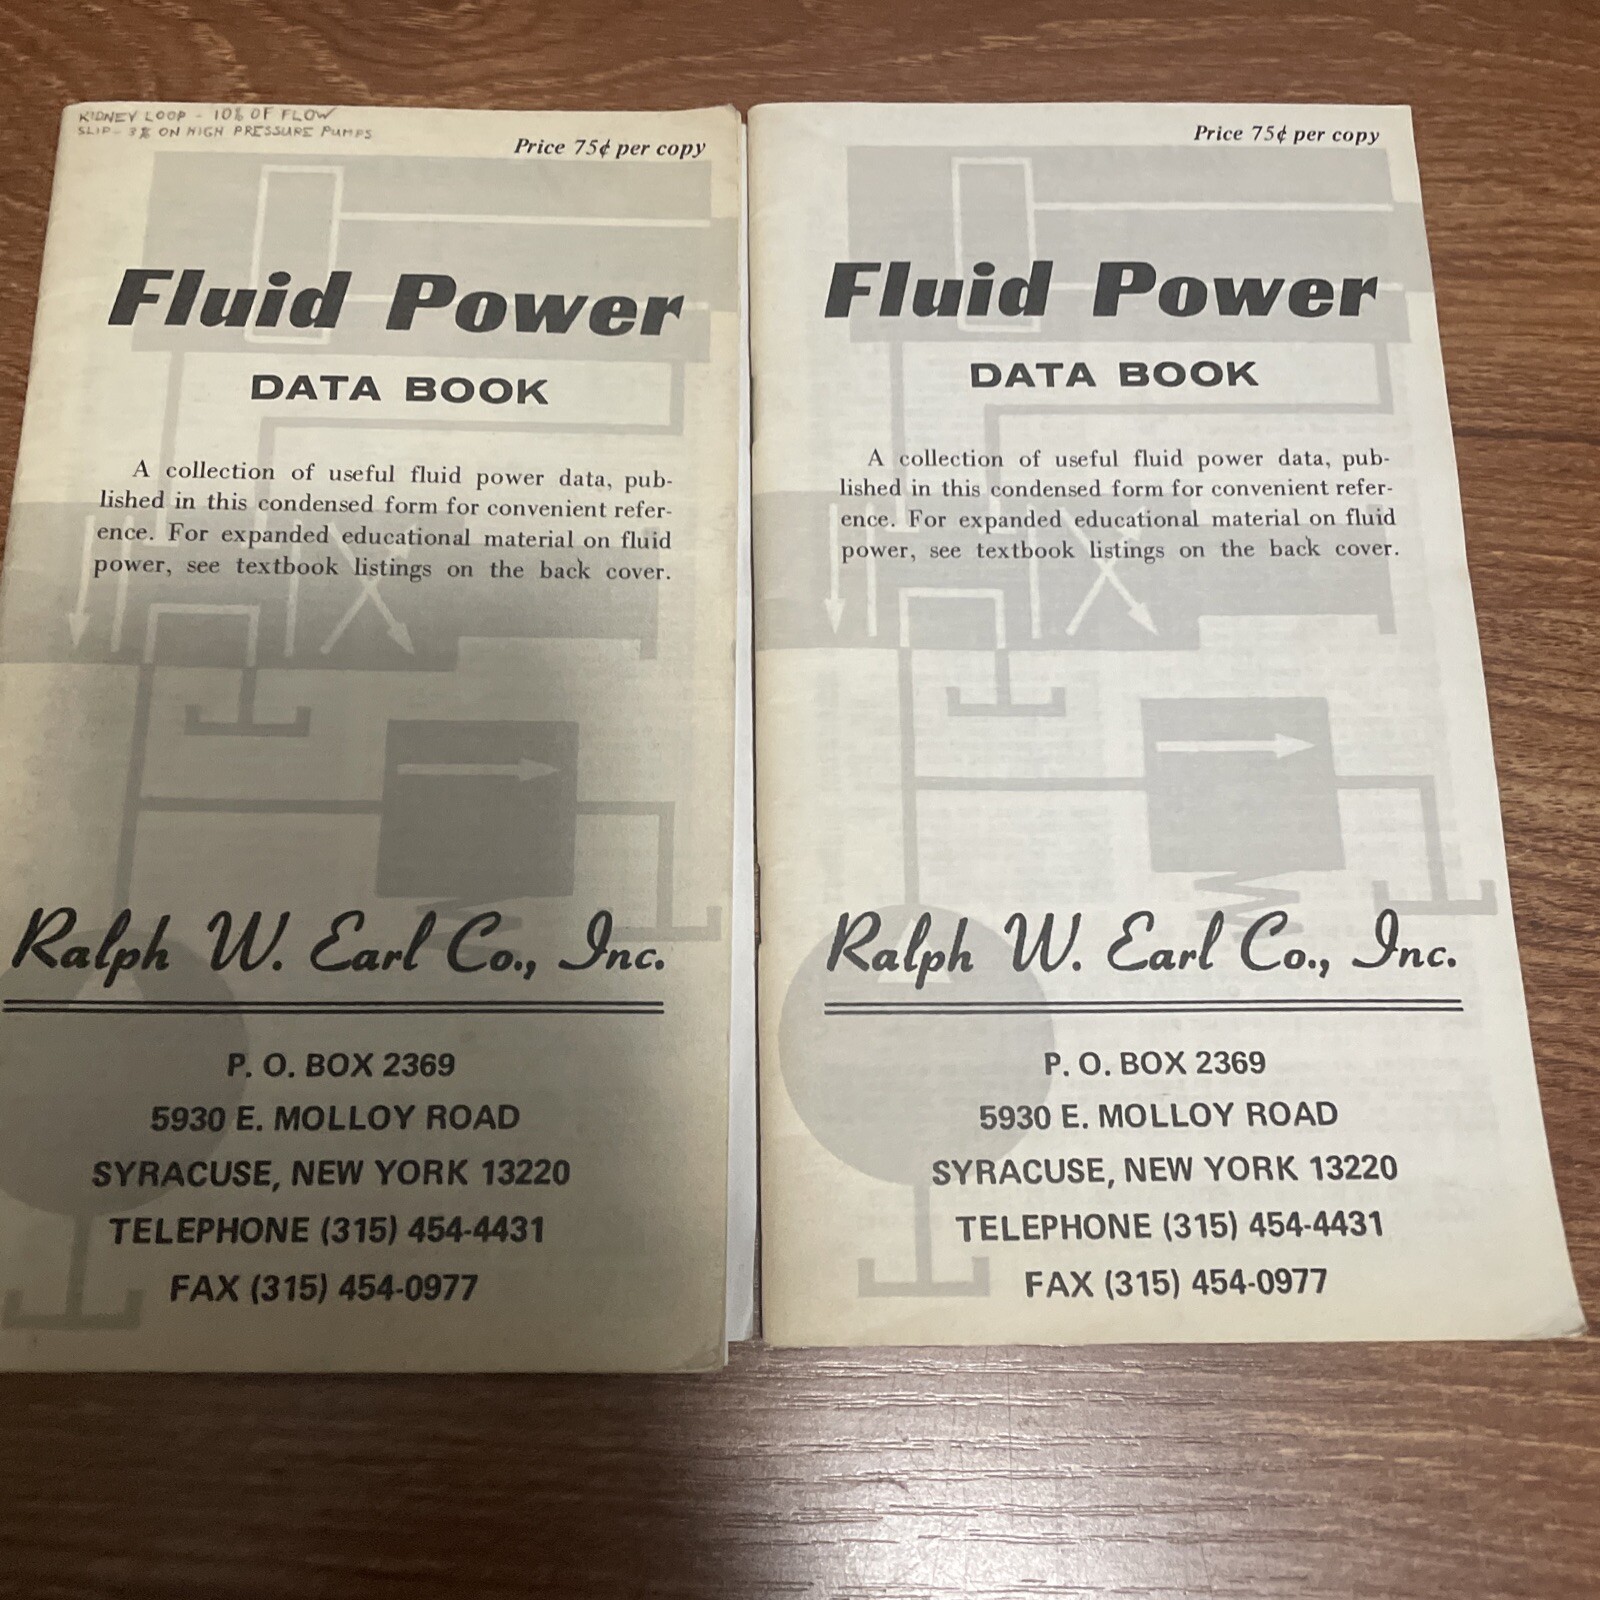 KIDNEY LOOP - 10% OF FLOW
SLIP - 3% ON HIGH PRESSURE PUMPS
Price 75¢ per copy
Fluid Power
DATA BOOK
A collection of useful fluid power data, pub-
lished in this condensed form for convenient refer-
ence. For expanded educational material on fluid
power, see textbook listings on the back cover.
Ralph W. Earl Co., Inc.
P. O. BOX 2369
5930 E. MOLLOY ROAD
SYRACUSE, NEW YORK 13220
TELEPHONE (315) 454-4431
FAX (315) 454-0977
Price 75¢ per copy
Fluid Power
DATA BOOK
A collection of useful fluid power data, pub-
lished in this condensed form for convenient refer-
ence. For expanded educational material on fluid
power, see textbook listings on the back cover.
Ralph W. Earl Co., Inc.
P. O. BOX 2369
5930 E. MOLLOY ROAD
SYRACUSE, NEW YORK 13220
TELEPHONE (315) 454-4431
FAX (315) 454-0977